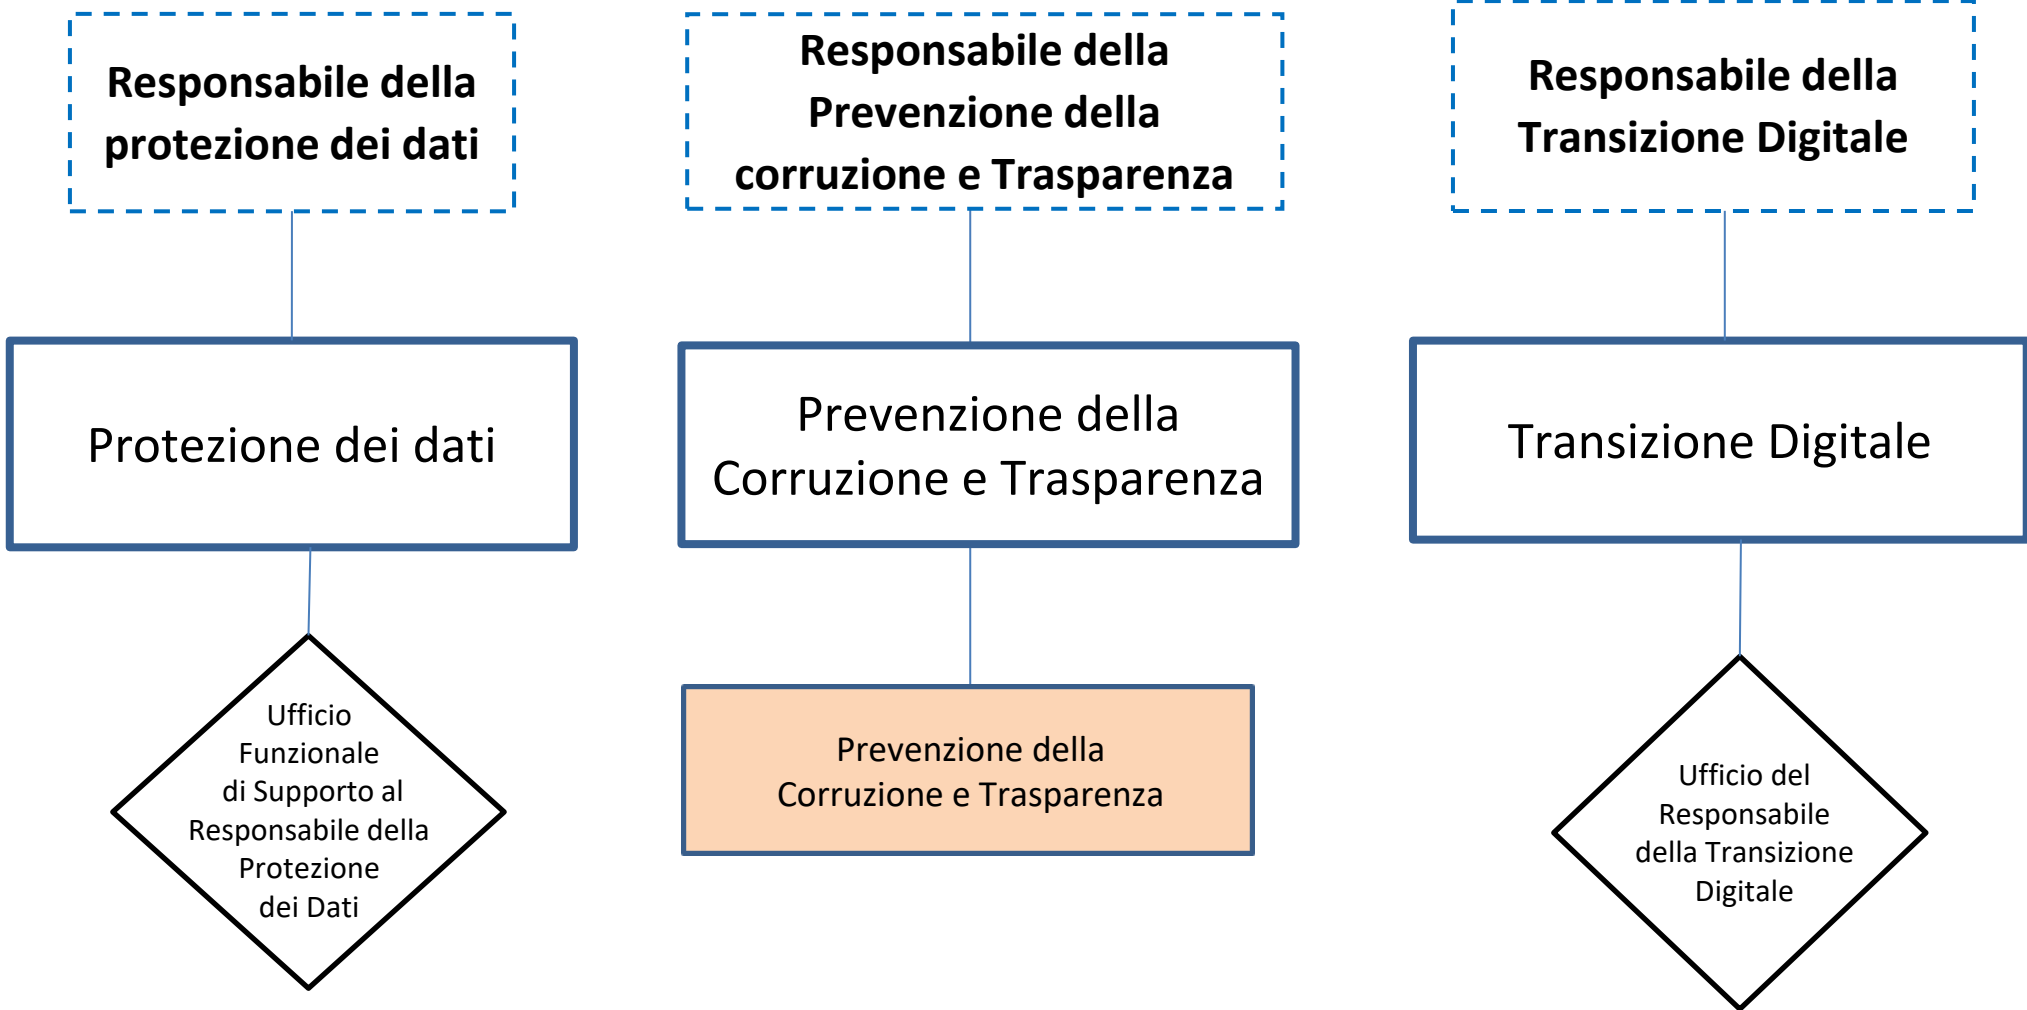 Responsabile della
protezione dei dati
Responsabile della
Prevenzione della
corruzione e Trasparenza
Responsabile della
Transizione Digitale
Protezione dei dati
Prevenzione della
Corruzione e Trasparenza
Transizione Digitale
Ufficio
Funzionale
di Supporto al
Responsabile della
Protezione
dei Dati
Prevenzione della
Corruzione e Trasparenza
Ufficio del
Responsabile
della Transizione
Digitale